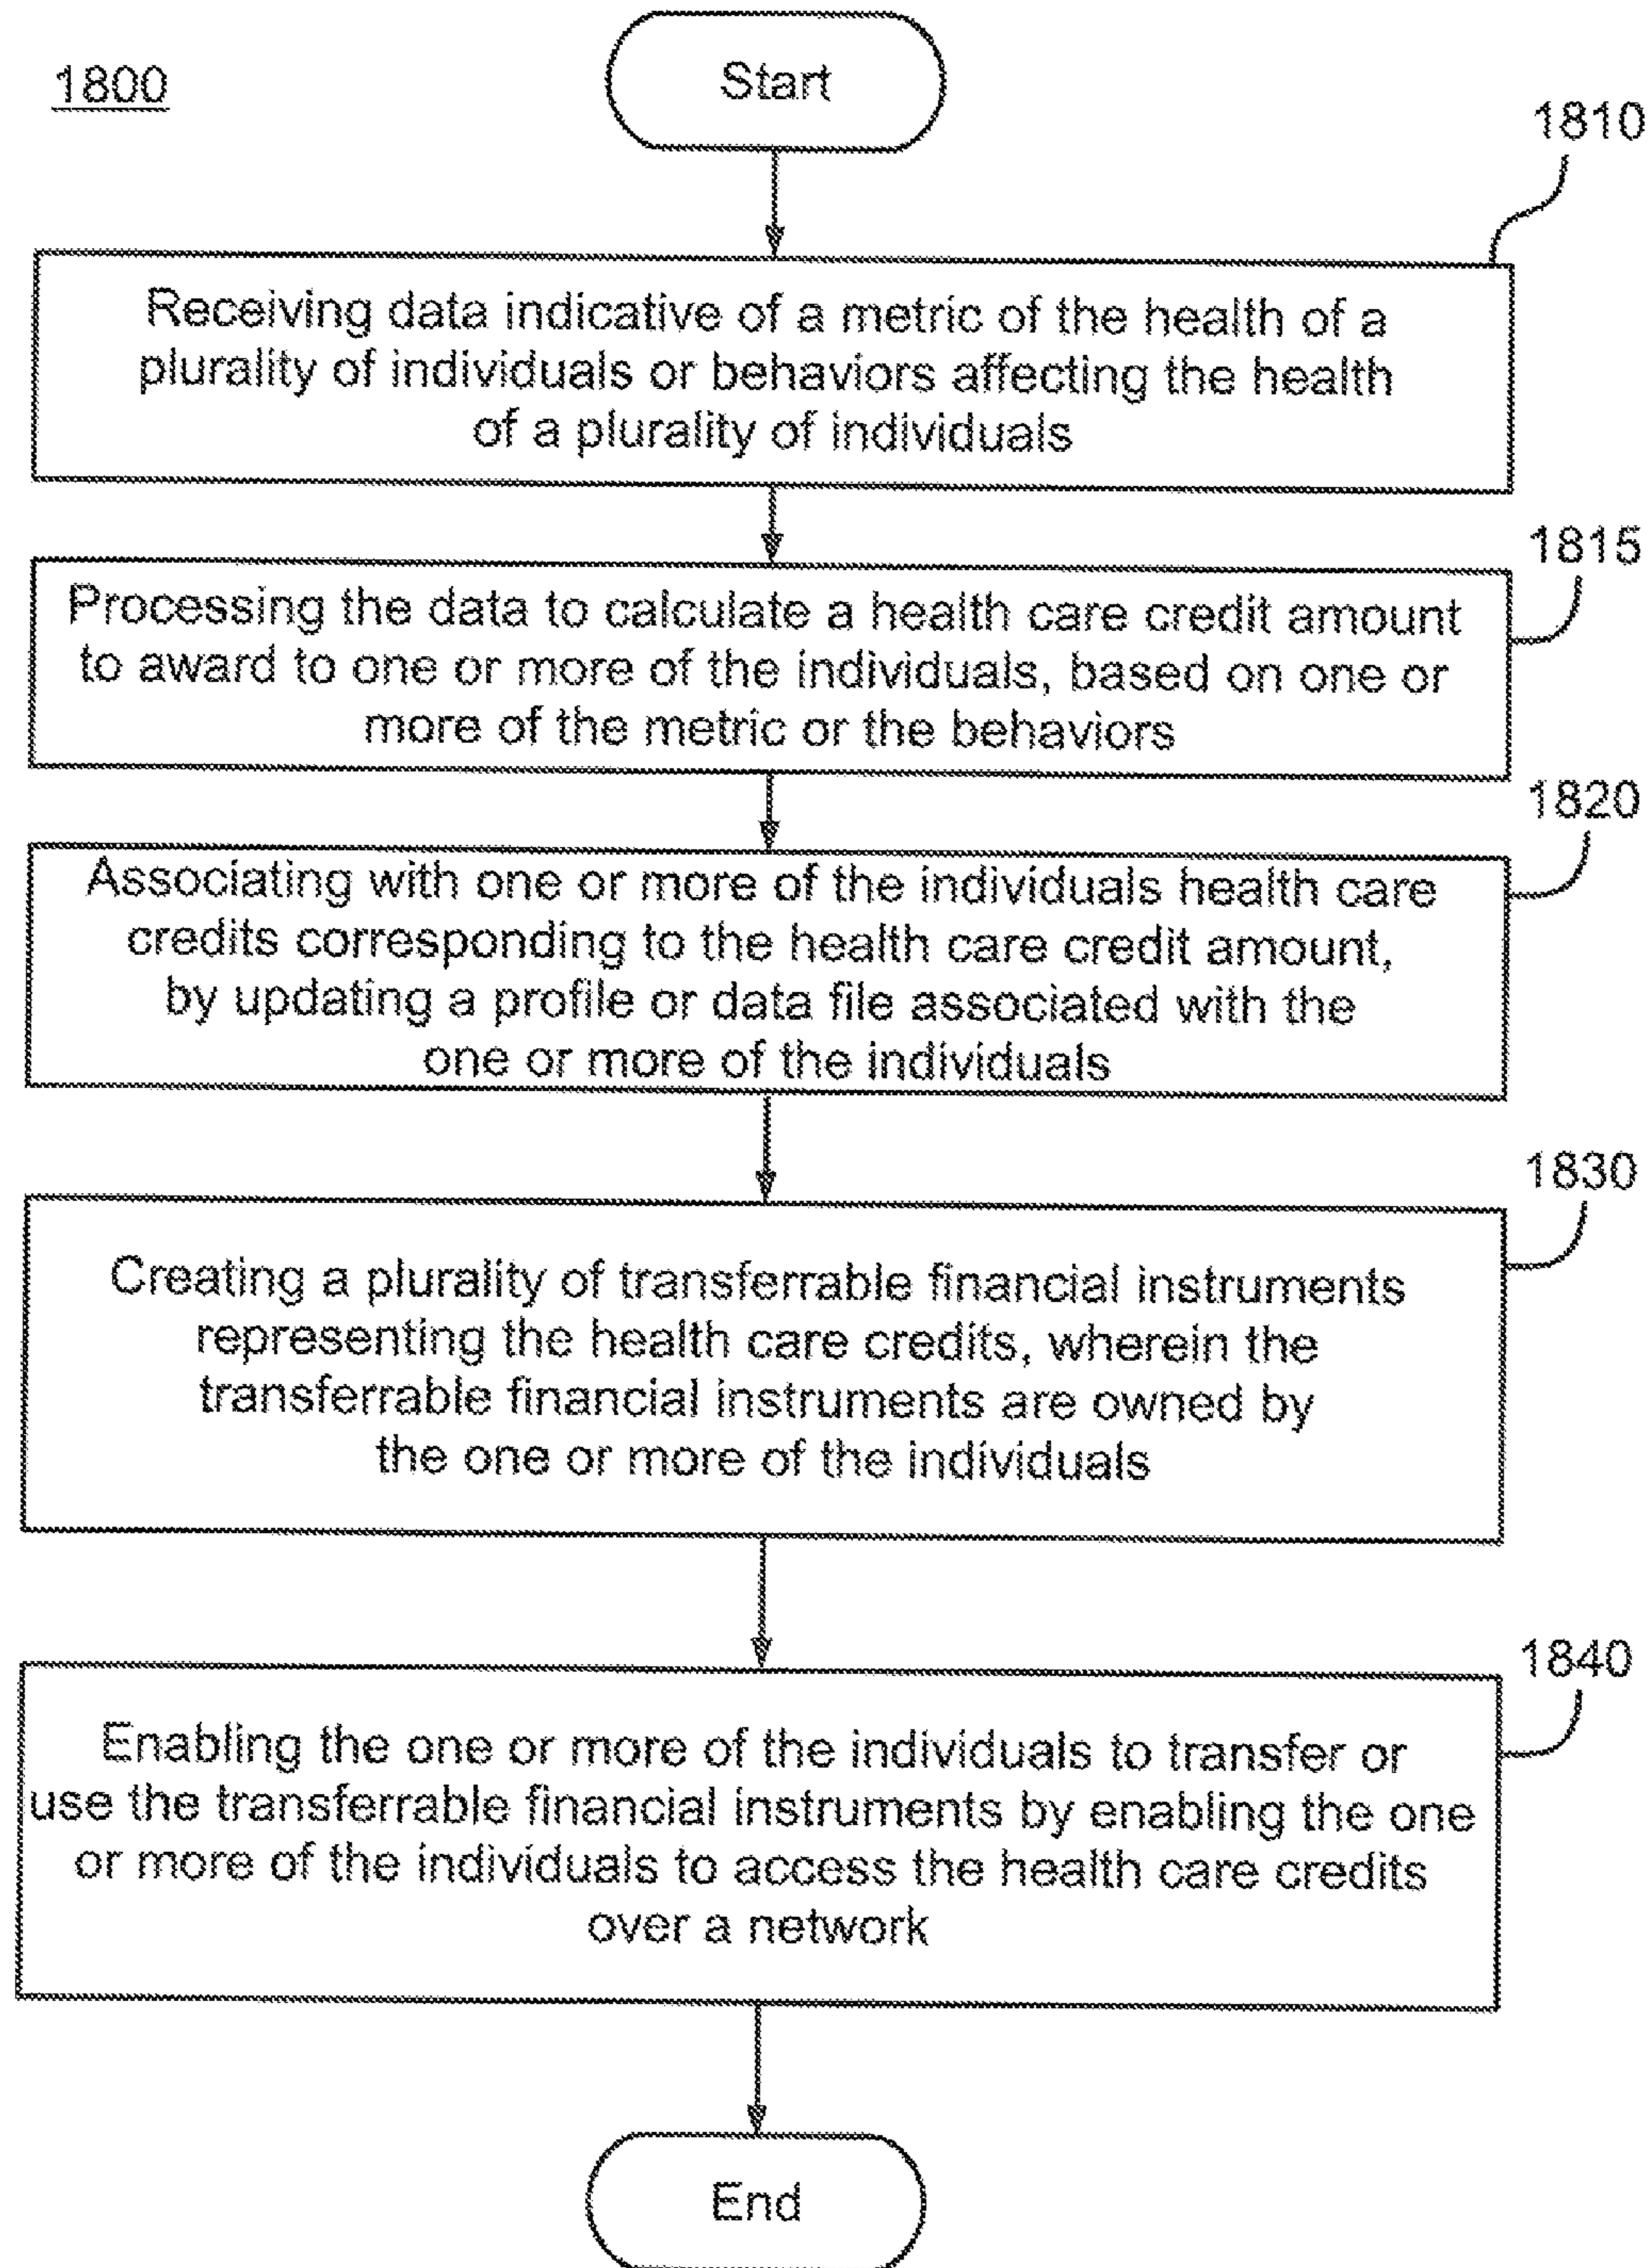 1800
Start
1810
Receiving data indicative of a metric of the health of a
plurality of individuals or behaviors affecting the health
of a plurality of individuals
1815
Processing the data to calculate a health care credit amount
to award to one or more of the individuals, based on one or
more of the metric or the behaviors
1820
Associating with one or more of the individuals health care
credits corresponding to the health care credit amount,
by updating a profile or data file associated with the
one or more of the individuals
1830
Creating a plurality of transferrable financial instruments
representing the health care credits, wherein the
transferrable financial instruments are owned by
the one or more of the individuals
1840
Enabling the one or more of the individuals to transfer or
use the transferrable financial instruments by enabling the one
or more of the individuals to access the health care credits
over a network
End